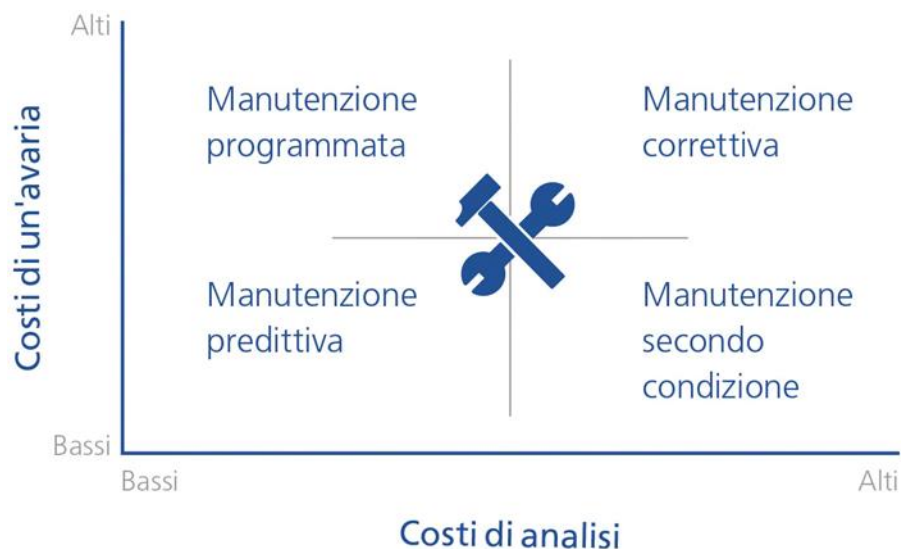 Alti
Costi di un'avaria
Manutenzione
programmata
Manutenzione
correttiva
Manutenzione
predittiva
Manutenzione
secondo
condizione
Bassi
Bassi
Alti
Costi di analisi